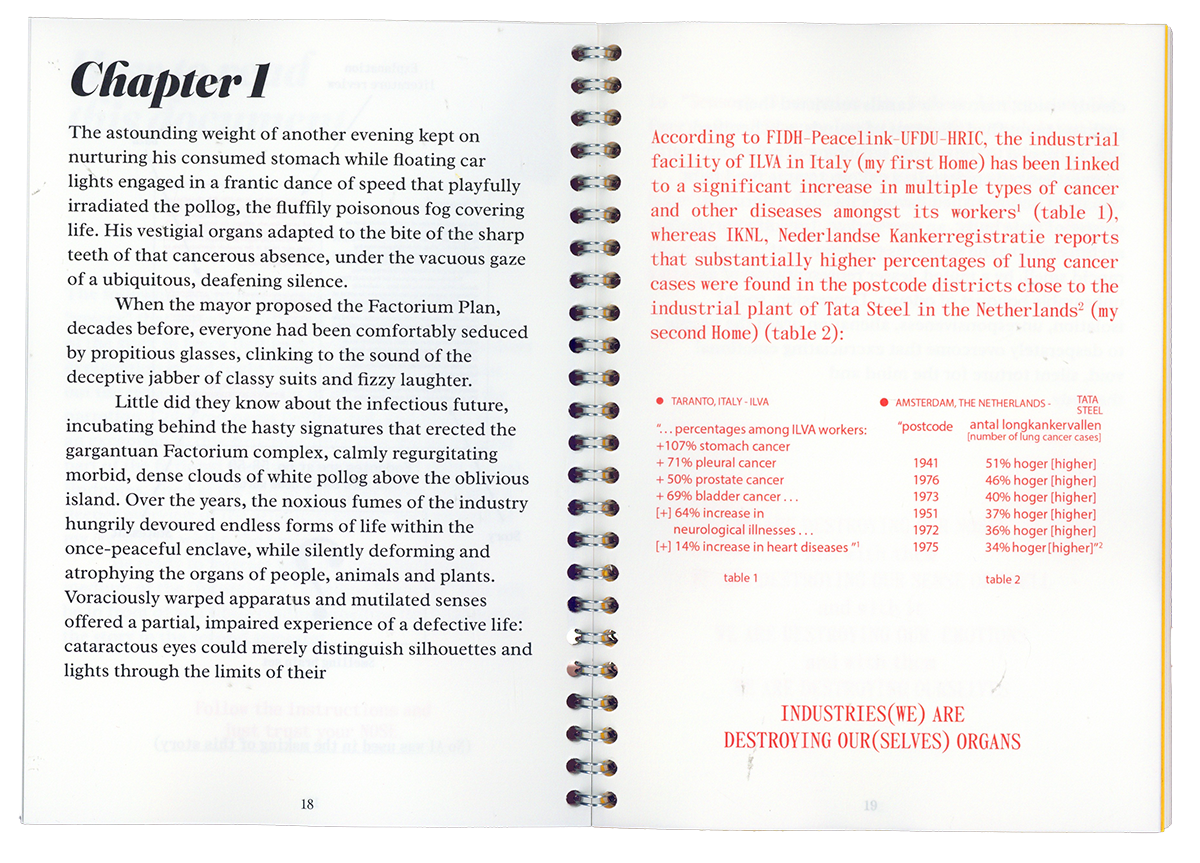 Chapter 1
The astounding weight of another evening kept on
nurturing his consumed stomach while floating car
lights engaged in a frantic dance of speed that playfully
irradiated the pollog, the fluffily poisonous fog covering
life. His vestigial organs adapted to the bite of the sharp
teeth of that cancerous absence, under the vacuous gaze
of a ubiquitous, deafening silence.
When the mayor proposed the Factorium Plan,
decades before, everyone had been comfortably seduced
by propitious glasses, clinking to the sound of the
deceptive jabber of classy suits and fizzy laughter.
Little did they know about the infectious future,
incubating behind the hasty signatures that erected the
gargantuan Factorium complex, calmly regurgitating
morbid, dense clouds of white pollog above the oblivious
island. Over the years, the noxious fumes of the industry
hungrily devoured endless forms of life within the
once-peaceful enclave, while silently deforming and
atrophying the organs of people, animals and plants.
Voraciously warped apparatus and mutilated senses
offered a partial, impaired experience of a defective life:
cataractous eyes could merely distinguish silhouettes and
lights through the limits of their
18
According to FIDH-Peacelink-UFDU-HRIC, the industrial
facility of ILVA in Italy (my first Home) has been linked
to a significant increase in multiple types of cancer
and other diseases amongst its workers¹ (table 1),
whereas IKNL, Nederlandse Kankerregistratie reports
that substantially higher percentages of lung cancer
cases were found in the postcode districts close to the
industrial plant of Tata Steel in the Netherlands² (my
second Home) (table 2):
● TARANTO, ITALY - ILVA
"... percentages among ILVA workers:
+107% stomach cancer
+ 71% pleural cancer
+ 50% prostate cancer
+ 69% bladder cancer . . .
[+] 64% increase in
neurological illnesses . . .
[+] 14% increase in heart diseases "¹
table 1
● AMSTERDAM, THE NETHERLANDS - TATA
STEEL
"postcode antal longkankervallen
[number of lung cancer cases]
1941 51% hoger [higher]
1976 46% hoger [higher]
1973 40% hoger [higher]
1951 37% hoger [higher]
1972 36% hoger [higher]
1975 34% hoger [higher]"²
table 2
INDUSTRIES(WE) ARE
DESTROYING OUR(SELVES) ORGANS
19